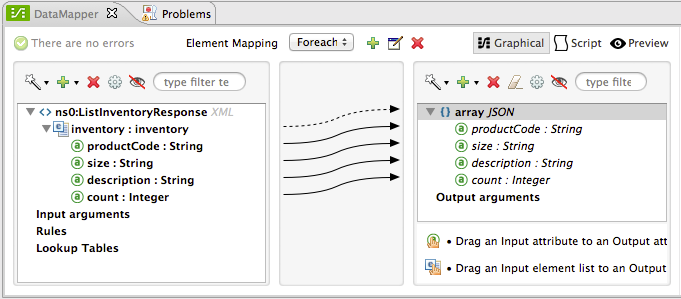 DataMapper
Problems
There are no errors
Element Mapping
Foreach
Graphical
Script
Preview
type filter te
ns0:ListInventoryResponse XML
inventory : inventory
productCode : String
size : String
description : String
count : Integer
Input arguments
Rules
Lookup Tables
type filte
array JSON
productCode : String
size : String
description : String
count : Integer
Output arguments
• Drag an Input attribute to an Output att
• Drag an Input element list to an Output